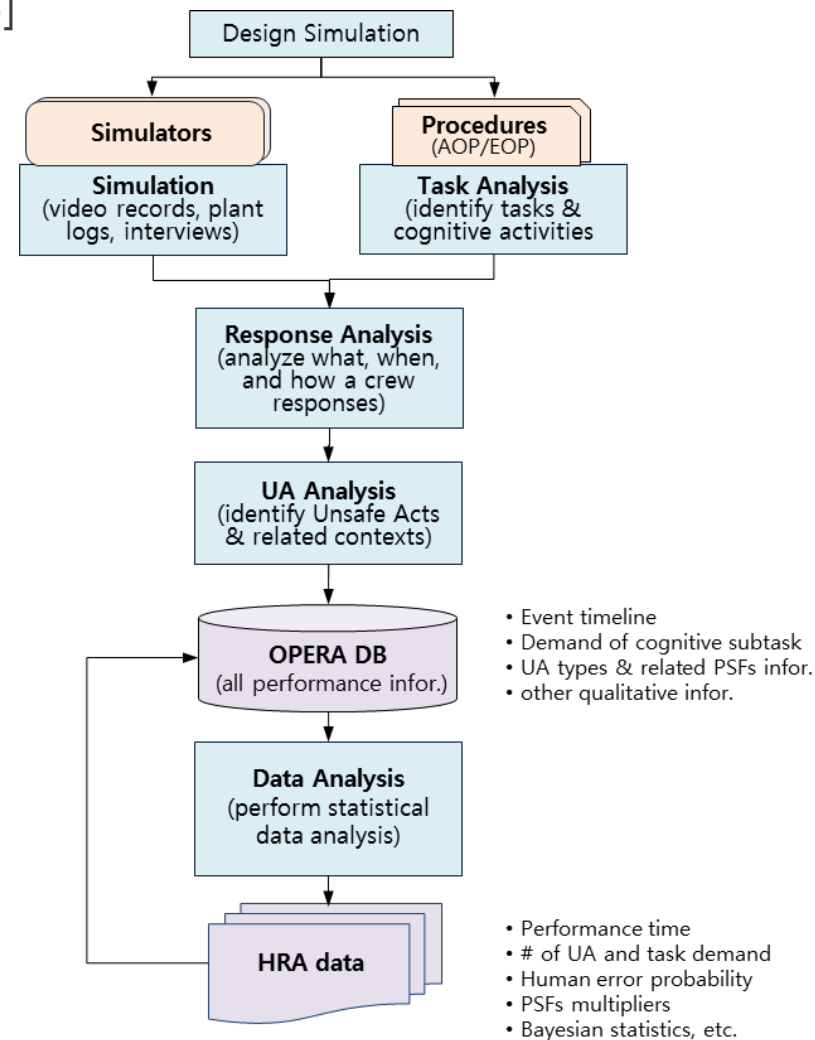 ]
Design Simulation
Simulators
Procedures
(AOP/EOP)
Simulation
(video records, plant
logs, interviews)
Task Analysis
(identify tasks &
cognitive activities
Response Analysis
(analyze what, when,
and how a crew
responses)
UA Analysis
(identify Unsafe Acts
& related contexts)
OPERA DB
(all performance infor.)
• Event timeline
• Demand of cognitive subtask
• UA types & related PSFs infor.
• other qualitative infor.
Data Analysis
(perform statistical
data analysis)
HRA data
• Performance time
• # of UA and task demand
• Human error probability
• PSFs multipliers
• Bayesian statistics, etc.